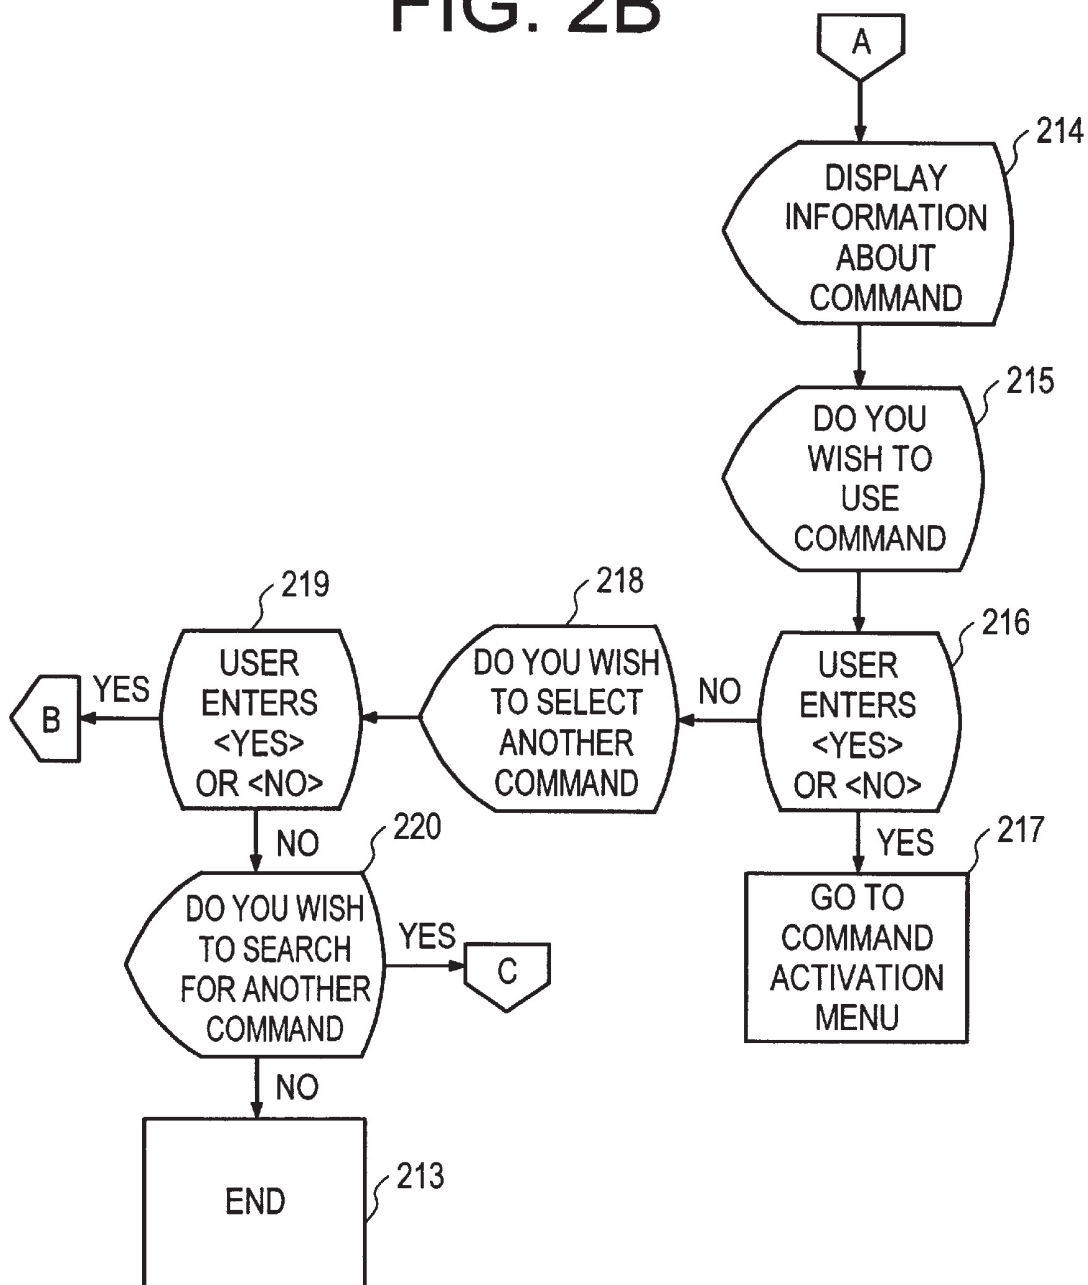 FIG. 2B
A
214
DISPLAY
INFORMATION
ABOUT
COMMAND
215
DO YOU
WISH TO
USE
COMMAND
216
USER
ENTERS
<YES>
OR <NO>
NO
YES
217
GO TO
COMMAND
ACTIVATION
MENU
218
DO YOU WISH
TO SELECT
ANOTHER
COMMAND
219
USER
ENTERS
<YES>
OR <NO>
YES
B
NO
220
DO YOU WISH
TO SEARCH
FOR ANOTHER
COMMAND
YES
C
NO
213
END